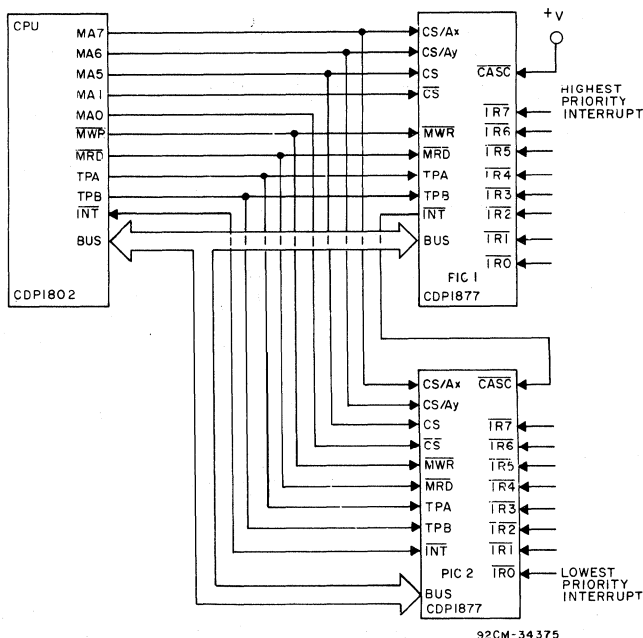 CPU
MA7
MA6
MA5
MA1
MA0
MWP
MRD
TPA
TPB
INT
BUS
CDP1802
CS/Ax
CS/Ay
CS
CS
MWR
MRD
TPA
TPB
INT
BUS
FIC 1
CDP1877
+V
CASC
IR7
IR6
IR5
IR4
IR3
IR2
IR1
IR0
HIGHEST
PRIORITY
INTERRUPT
CS/Ax
CS/Ay
CS
CS
MWR
MRD
TPA
TPB
INT
PIC 2
BUS
CDP1877
CASC
IR7
IR6
IR5
IR4
IR3
IR2
IR1
IR0
LOWEST
PRIORITY
INTERRUPT
92CM-34375